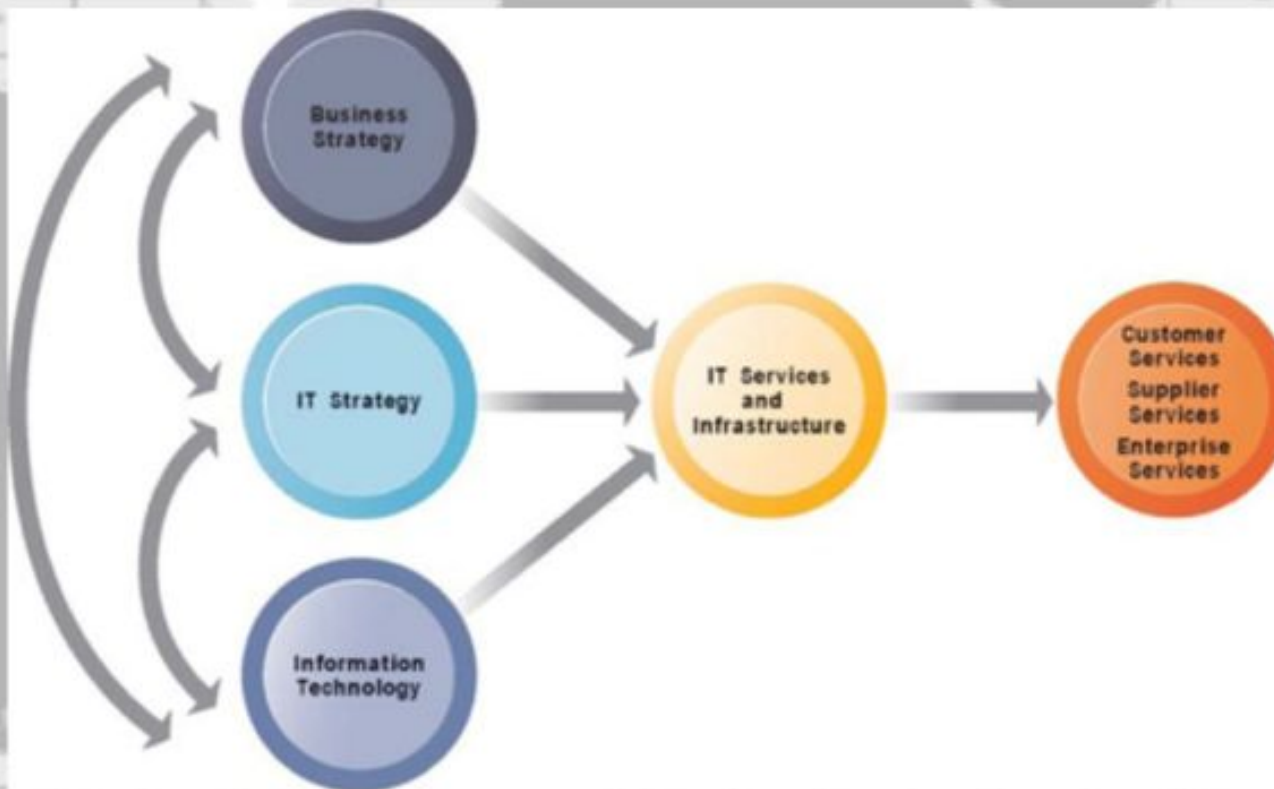 Business
Strategy
IT Strategy
Information
Technology
IT Services
and
Infrastructure
Customer
Services
Supplier
Services
Enterprise
Services